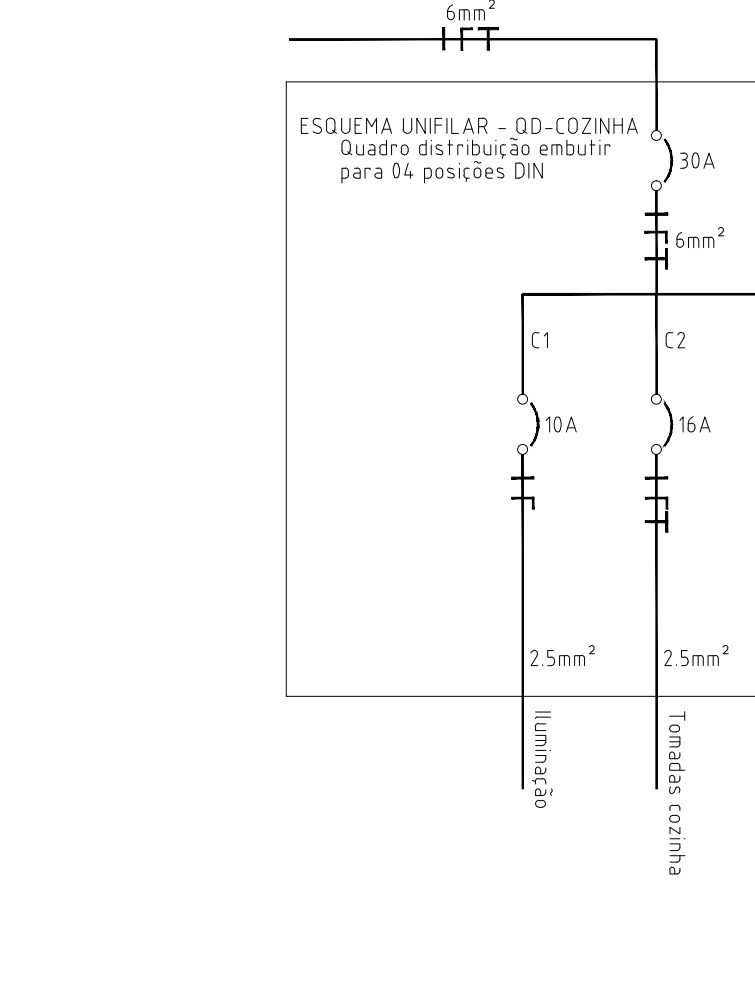 6mm²
ESQUEMA UNIFILAR - QD-COZINHA
Quadro distribuição embutir
para 04 posições DIN
30A
6mm²
C1
C2
10A
16A
2.5mm²
2.5mm²
Iluminação
Tomadas cozinha